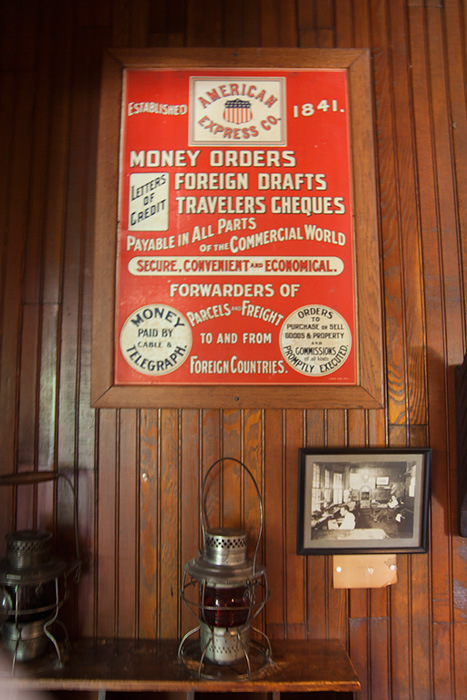 ESTABLISHED
AMERICAN
EXPRESS CO.
1841.
MONEY ORDERS
LETTERS
OF
CREDIT
FOREIGN DRAFTS
TRAVELERS CHEQUES
PAYABLE IN ALL PARTS
OF THE COMMERCIAL WORLD
SECURE, CONVENIENT AND ECONOMICAL.
FORWARDERS OF
PARCELS AND FREIGHT
TO AND FROM
FOREIGN COUNTRIES.
MONEY
PAID BY
CABLE &
TELEGRAPH.
ORDERS
TO
PURCHASE OR SELL
GOODS & PROPERTY
AND
COMMISSIONS
of all kinds
PROMPTLY EXECUTED.